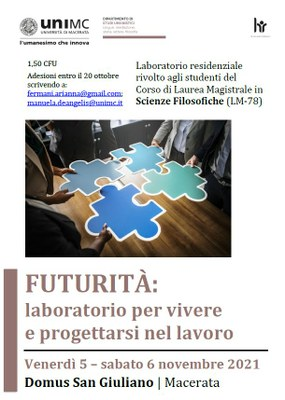 unimc
UNIVERSITÀ DI MACERATA
l'umanesimo che innova
DIPARTIMENTO DI
STUDI UMANISTICI
hr
1,50 CFU
Adesioni entro il 20 ottobre
scrivendo a:
fermani.arianna@gmail.com;
manuela.deangelis@unimc.it
Laboratorio residenziale
rivolto agli studenti del
Corso di Laurea Magistrale in
Scienze Filosofiche (LM-78)
FUTURITÀ:
laboratorio per vivere
e progettarsi nel lavoro
Venerdì 5 – sabato 6 novembre 2021
Domus San Giuliano | Macerata